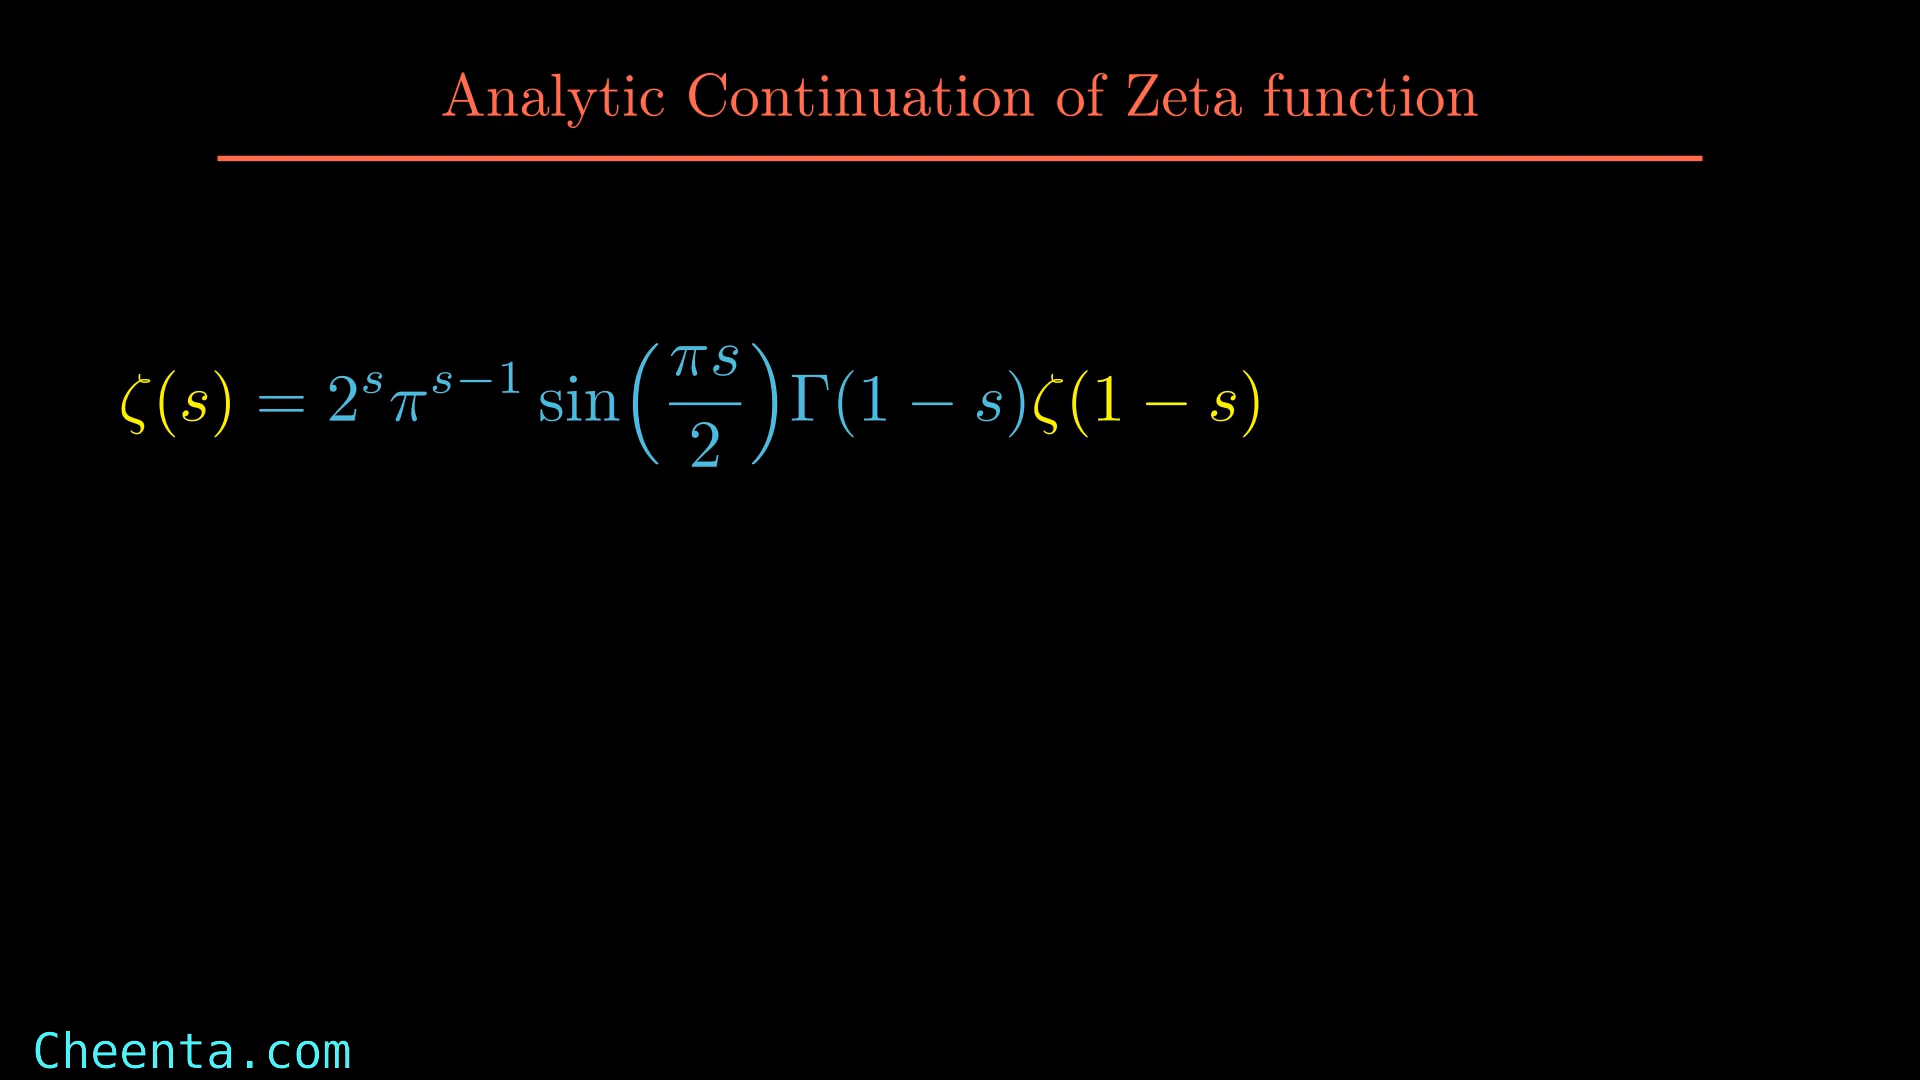 Analytic Continuation of Zeta function
ζ(s) = 2^s π^{s−1} sin(πs/2) Γ(1 − s)ζ(1 − s)
Cheenta.com